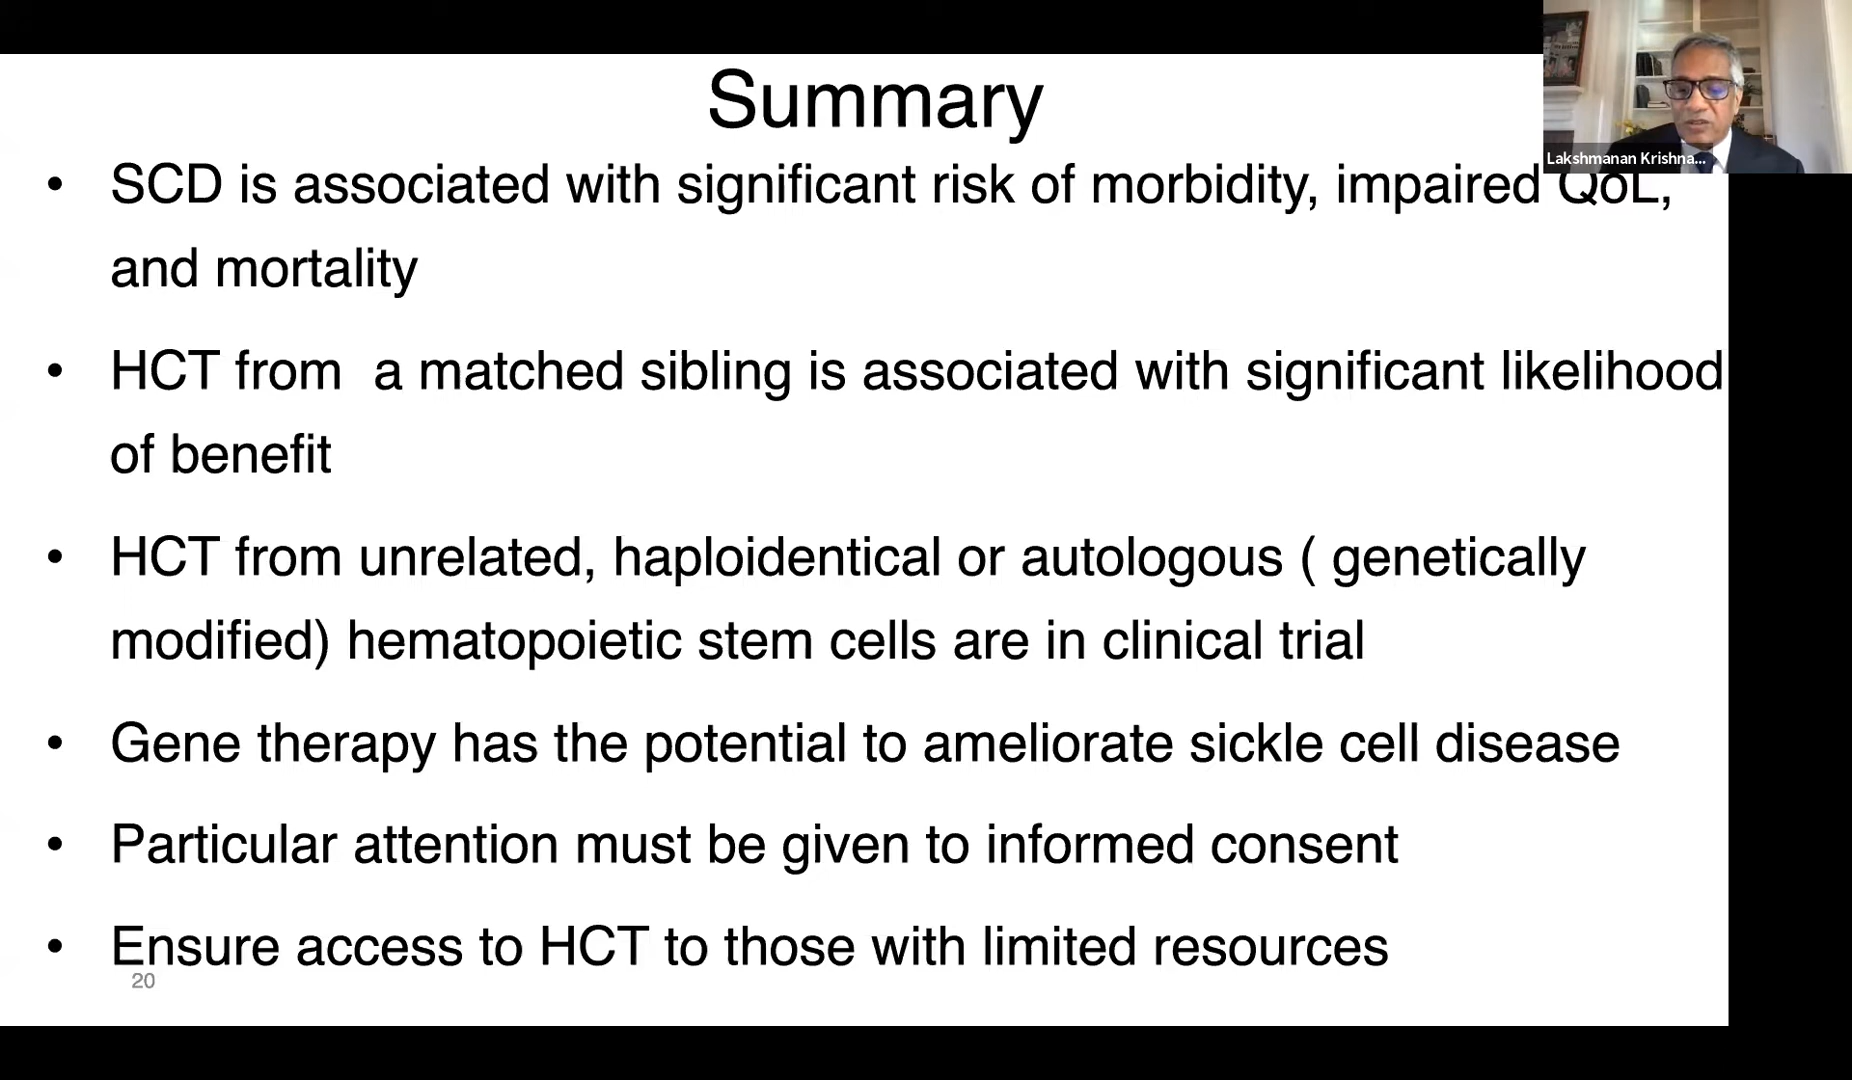 Summary
Lakshmanan Krishna...
• SCD is associated with significant risk of morbidity, impaired QoL,
and mortality
• HCT from  a matched sibling is associated with significant likelihood
of benefit
• HCT from unrelated, haploidentical or autologous ( genetically
modified) hematopoietic stem cells are in clinical trial
• Gene therapy has the potential to ameliorate sickle cell disease
• Particular attention must be given to informed consent
• Ensure access to HCT to those with limited resources
20